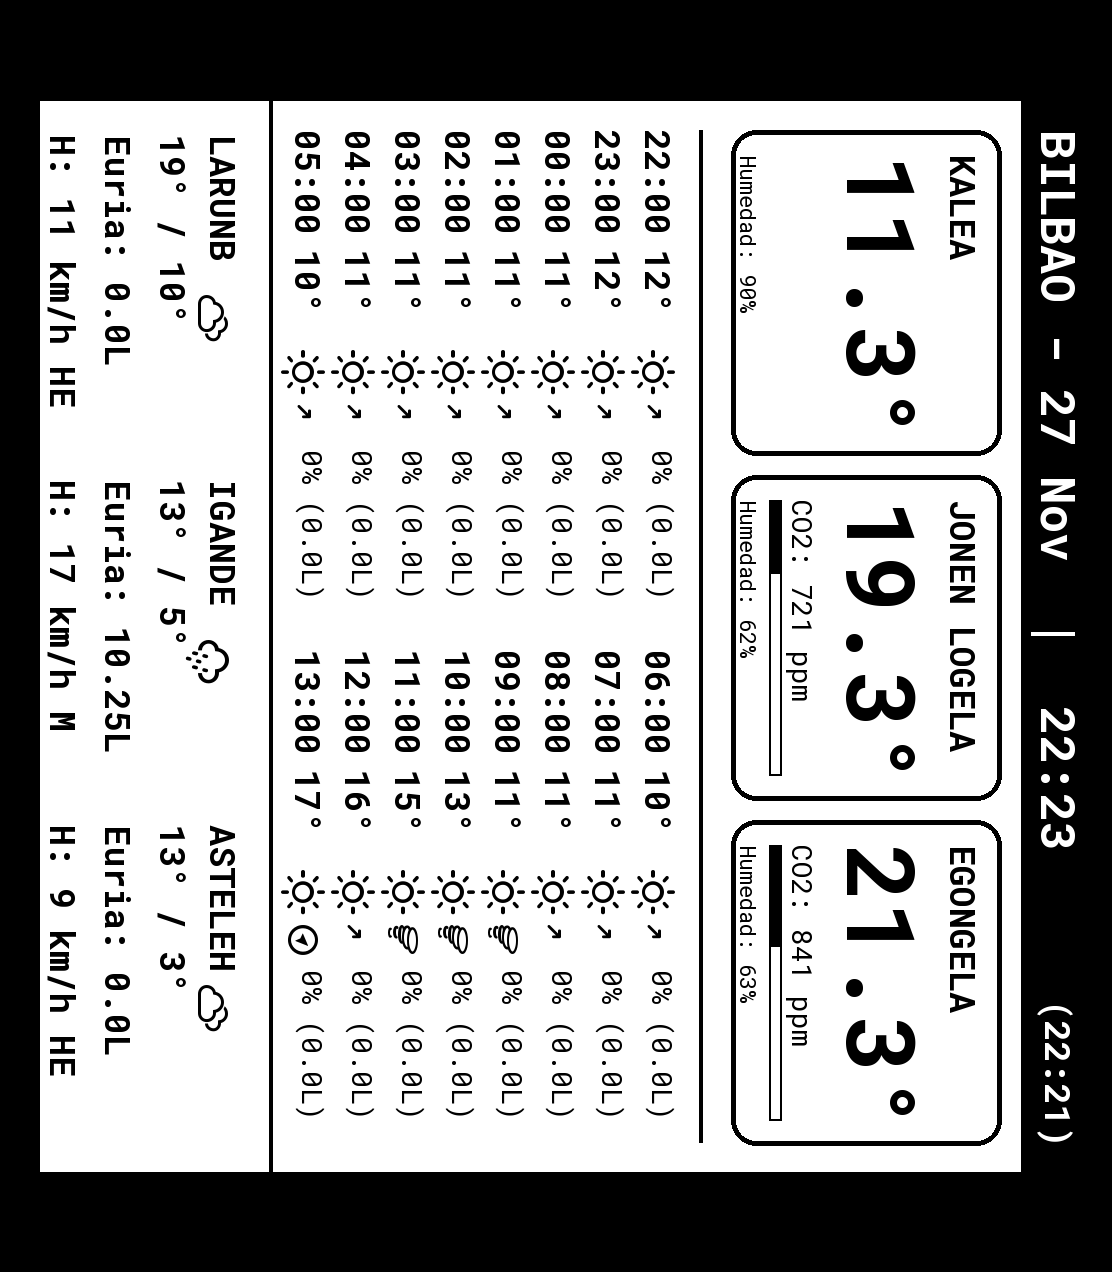 BILBAO - 27 Nov | 22:23 (22:21)
KALEA
11.3°
Humedad: 90%
JONEN LOGELA
19.3°
CO2: 721 ppm
Humedad: 62%
EGONGELA
21.3°
CO2: 841 ppm
Humedad: 63%
22:00 12° ↗ 0% (0.0L)
23:00 12° ↗ 0% (0.0L)
00:00 11° ↗ 0% (0.0L)
01:00 11° ↗ 0% (0.0L)
02:00 11° ↗ 0% (0.0L)
03:00 11° ↗ 0% (0.0L)
04:00 11° ↗ 0% (0.0L)
05:00 10° ↗ 0% (0.0L)
06:00 10° ↗ 0% (0.0L)
07:00 11° ↗ 0% (0.0L)
08:00 11° ↗ 0% (0.0L)
09:00 11° 0% (0.0L)
10:00 13° 0% (0.0L)
11:00 15° 0% (0.0L)
12:00 16° ↗ 0% (0.0L)
13:00 17° 0% (0.0L)
LARUNB
19° / 10°
Euria: 0.0L
H: 11 km/h HE
IGANDE
13° / 5°
Euria: 10.25L
H: 17 km/h M
ASTELEH
13° / 3°
Euria: 0.0L
H: 9 km/h HE